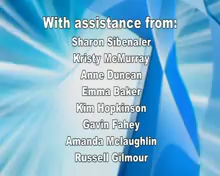 With assistance from:
Sharon Sibenaler
Kristy McMurray
Anne Duncan
Emma Baker
Kim Hopkinson
Gavin Fahey
Amanda Mclaughlin
Russell Gilmour